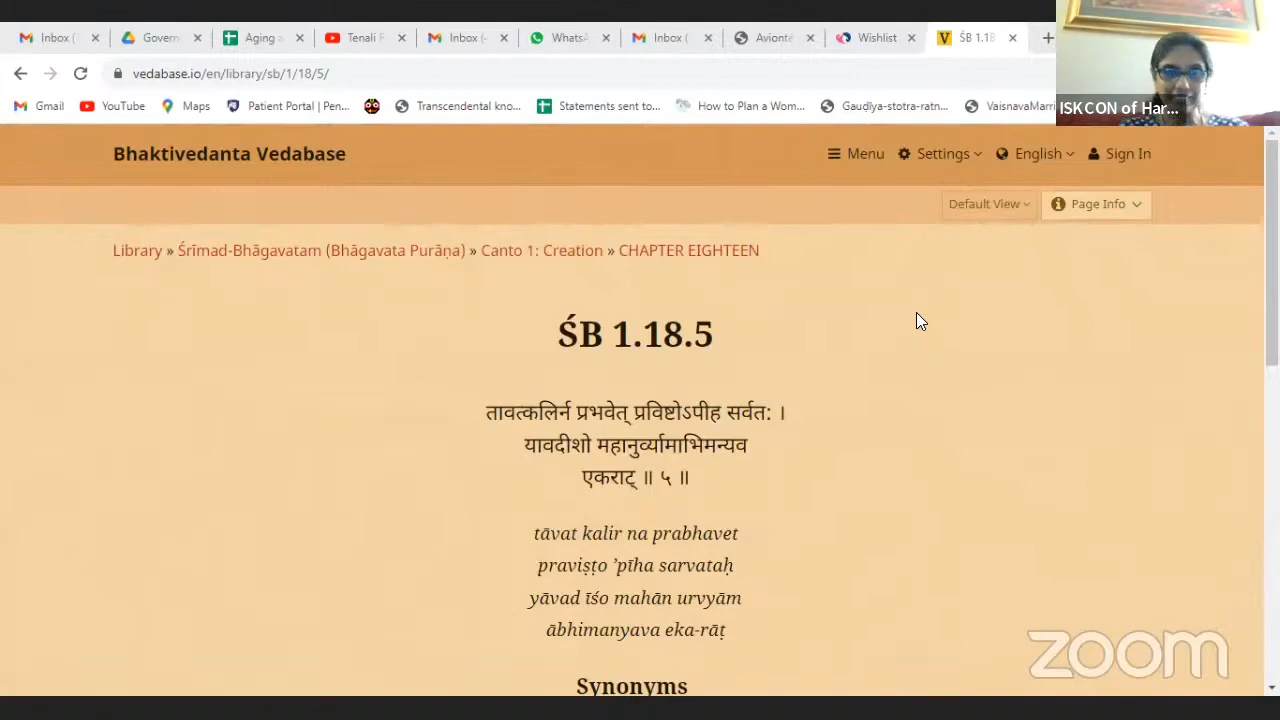 Inbox (
Govern
Aging a
Tenali F
Inbox (
WhatsA
Inbox (
Avionte
Wishlist
ŚB 1.18
vedabase.io/en/library/sb/1/18/5/
Gmail
YouTube
Maps
Patient Portal | Pen...
Transcendental kno...
Statements sent to...
How to Plan a Wom...
Gauḍīya-stotra-ratn...
VaisnavaMarri
ISKCON of Har...
Bhaktivedanta Vedabase
Menu
Settings
English
Sign In
Default View
Page Info
Library » Śrīmad-Bhāgavatam (Bhāgavata Purāṇa) » Canto 1: Creation » CHAPTER EIGHTEEN
ŚB 1.18.5
तावत्कलिर्न प्रभवेत् प्रविष्टोऽपीह सर्वत: ।
यावदीशो महानुर्व्यामाभिमन्यव
एकराट् ॥ ५ ॥
tāvat kalir na prabhavet
praviṣṭo ’pīha sarvataḥ
yāvad īśo mahān urvyām
ābhimanyava eka-rāṭ
Synonyms
zoom